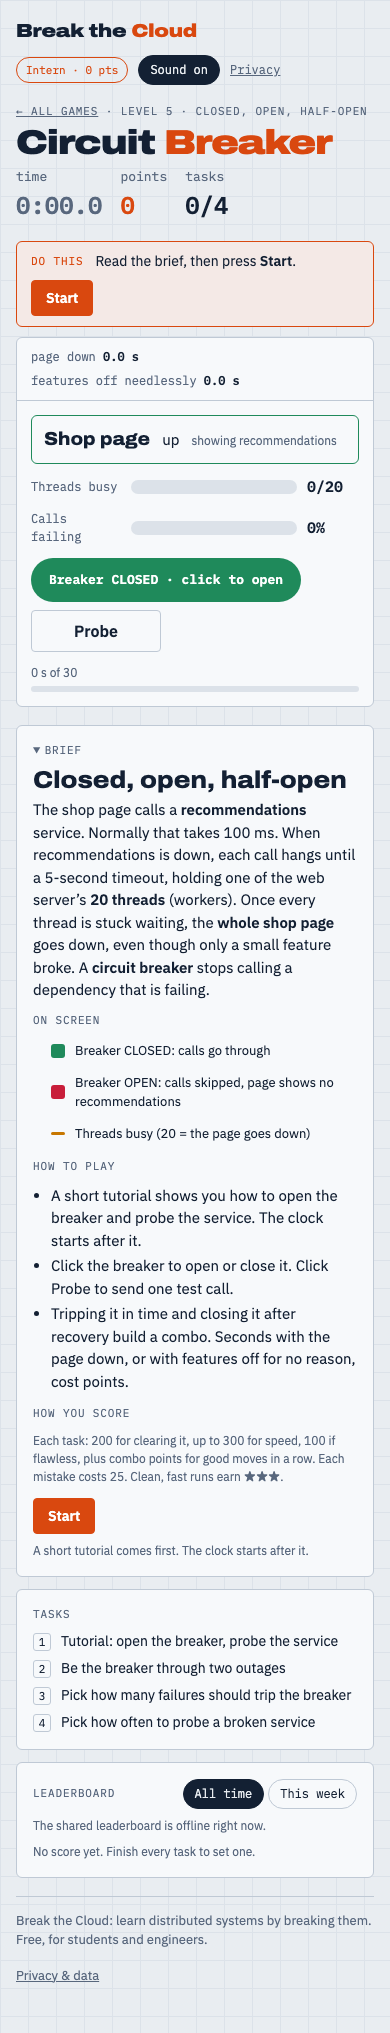 Break the Cloud
Intern · 0 pts
Sound on
Privacy
← ALL GAMES · LEVEL 5 · CLOSED, OPEN, HALF-OPEN
Circuit Breaker
time
points
tasks
0:00.0
0
0/4
DO THIS Read the brief, then press Start.
Start
page down 0.0 s
features off needlessly 0.0 s
Shop page up showing recommendations
Threads busy 0/20
Calls
failing
0%
Breaker CLOSED · click to open
Probe
0 s of 30
▼ BRIEF
Closed, open, half-open
The shop page calls a recommendations
service. Normally that takes 100 ms. When
recommendations is down, each call hangs until
a 5-second timeout, holding one of the web
server’s 20 threads (workers). Once every
thread is stuck waiting, the whole shop page
goes down, even though only a small feature
broke. A circuit breaker stops calling a
dependency that is failing.
ON SCREEN
Breaker CLOSED: calls go through
Breaker OPEN: calls skipped, page shows no
recommendations
Threads busy (20 = the page goes down)
HOW TO PLAY
• A short tutorial shows you how to open the
breaker and probe the service. The clock
starts after it.
• Click the breaker to open or close it. Click
Probe to send one test call.
• Tripping it in time and closing it after
recovery build a combo. Seconds with the
page down, or with features off for no reason,
cost points.
HOW YOU SCORE
Each task: 200 for clearing it, up to 300 for speed, 100 if
flawless, plus combo points for good moves in a row. Each
mistake costs 25. Clean, fast runs earn ★★★.
Start
A short tutorial comes first. The clock starts after it.
TASKS
1 Tutorial: open the breaker, probe the service
2 Be the breaker through two outages
3 Pick how many failures should trip the breaker
4 Pick how often to probe a broken service
LEADERBOARD
All time
This week
The shared leaderboard is offline right now.
No score yet. Finish every task to set one.
Break the Cloud: learn distributed systems by breaking them.
Free, for students and engineers.
Privacy & data